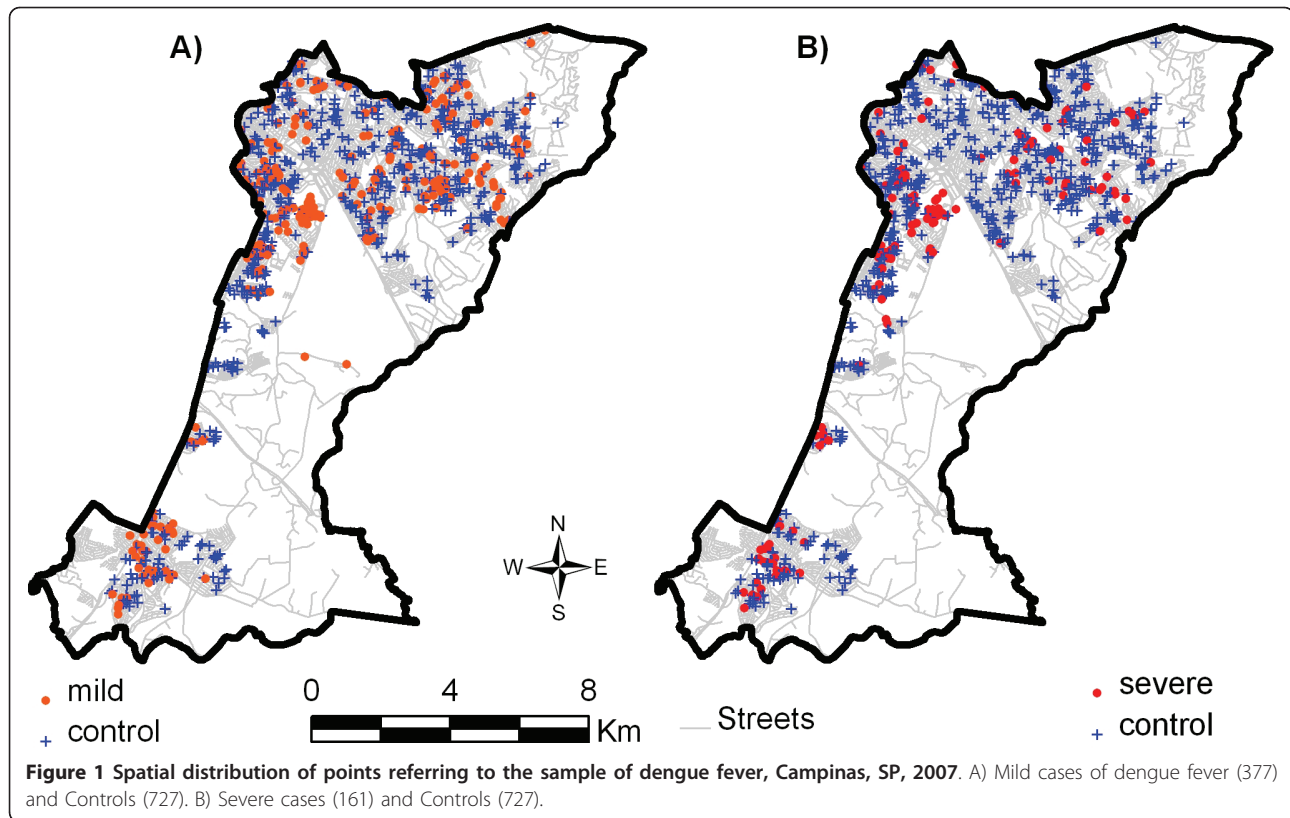 A)
B)
N
W E
S
mild
control
0 4 8
Km
Streets
severe
control
Figure 1 Spatial distribution of points referring to the sample of dengue fever, Campinas, SP, 2007. A) Mild cases of dengue fever (377)
and Controls (727). B) Severe cases (161) and Controls (727).